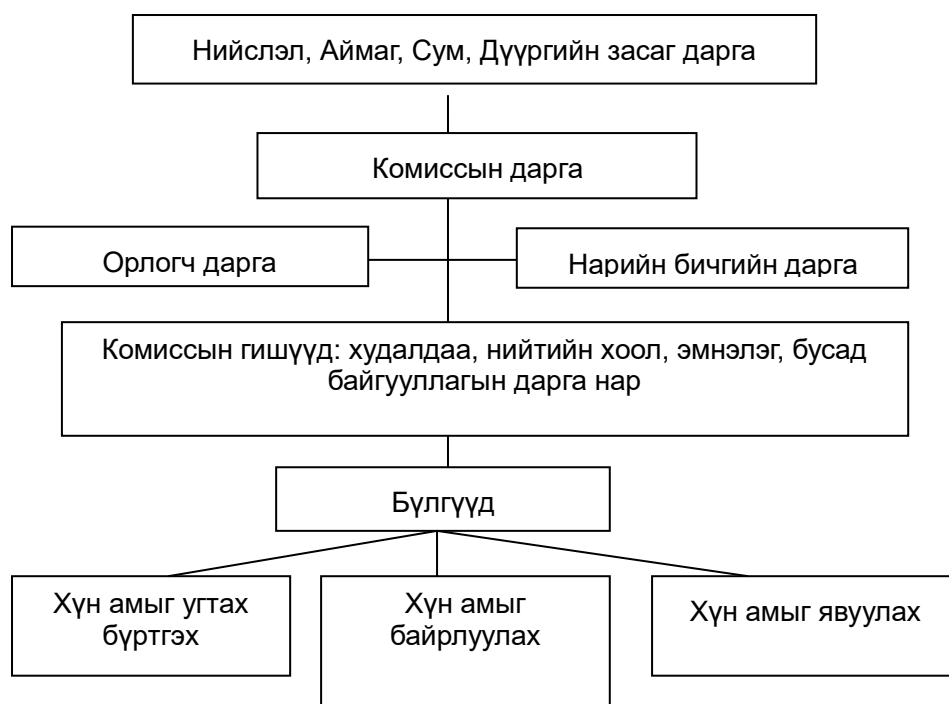 Нийслэл, Аймаг, Сум, Дүүргийн засаг дарга
Комиссын дарга
Орлогч дарга
Нарийн бичгийн дарга
Комиссын гишүүд: худалдаа, нийтийн хоол, эмнэлэг, бусад
байгууллагын дарга нар
Бүлгүүд
Хүн амыг угтах
бүртгэх
Хүн амыг
байрлуулах
Хүн амыг явуулах